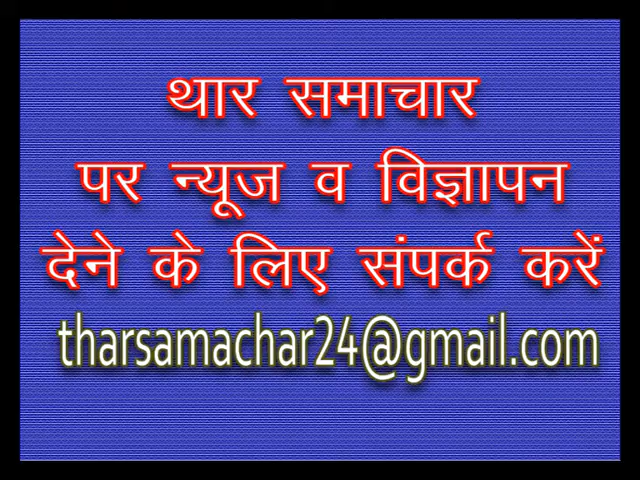 थार समाचार
पर न्यूज व विज्ञापन
देने के लिए संपर्क करें
tharsamachar24@gmail.com